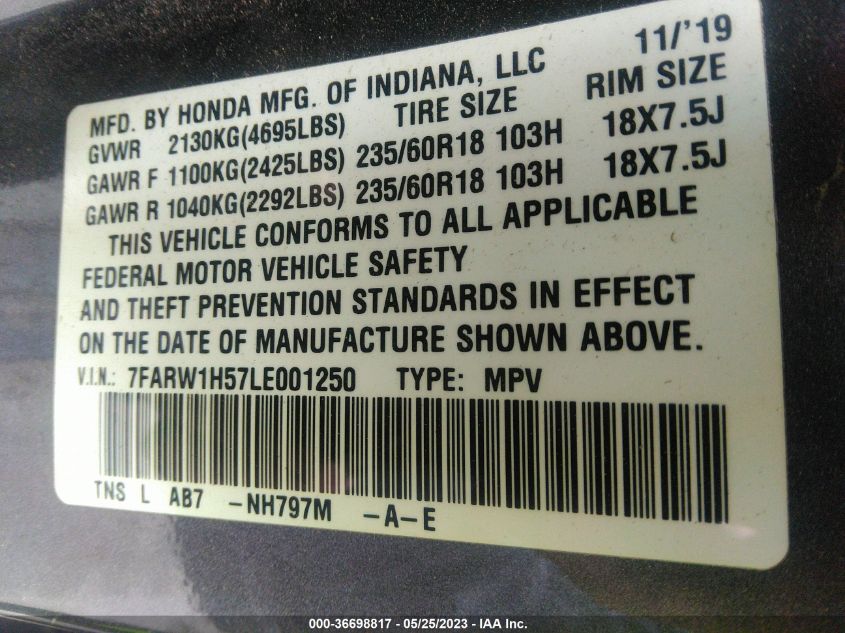 11/'19
MFD. BY HONDA MFG. OF INDIANA, LLC
GVWR 2130KG(4695LBS) TIRE SIZE RIM SIZE
GAWR F 1100KG(2425LBS) 235/60R18 103H 18X7.5J
GAWR R 1040KG(2292LBS) 235/60R18 103H 18X7.5J
THIS VEHICLE CONFORMS TO ALL APPLICABLE
FEDERAL MOTOR VEHICLE SAFETY
AND THEFT PREVENTION STANDARDS IN EFFECT
ON THE DATE OF MANUFACTURE SHOWN ABOVE.
V.I.N.: 7FARW1H57LE001250 TYPE: MPV
TNS L AB7 -NH797M -A-E
000-36698817 - 05/25/2023 - IAA Inc.